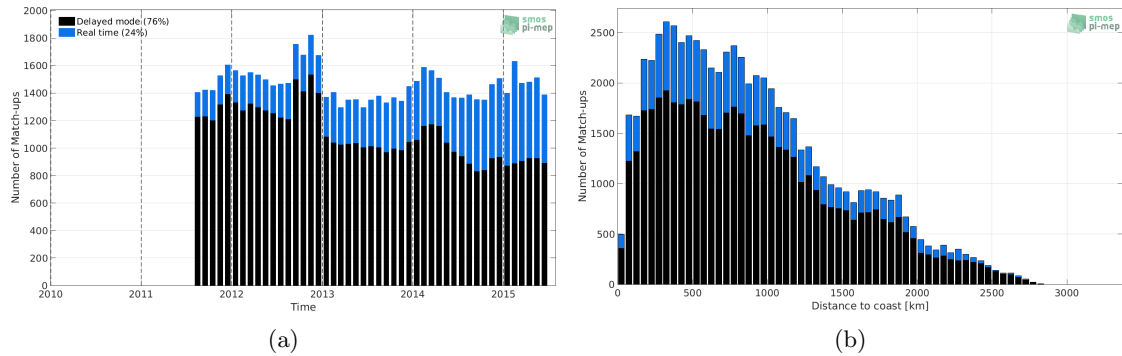 2000
1800
1600
1400
1200
1000
800
600
400
200
0
Number of Match-ups
Delayed mode (76%)
Real time (24%)
smos
pi-mep
2010
2011
2012
2013
2014
2015
Time
(a)
2500
2000
1500
1000
500
0
Number of Match-ups
smos
pi-mep
0
500
1000
1500
2000
2500
3000
Distance to coast [km]
(b)